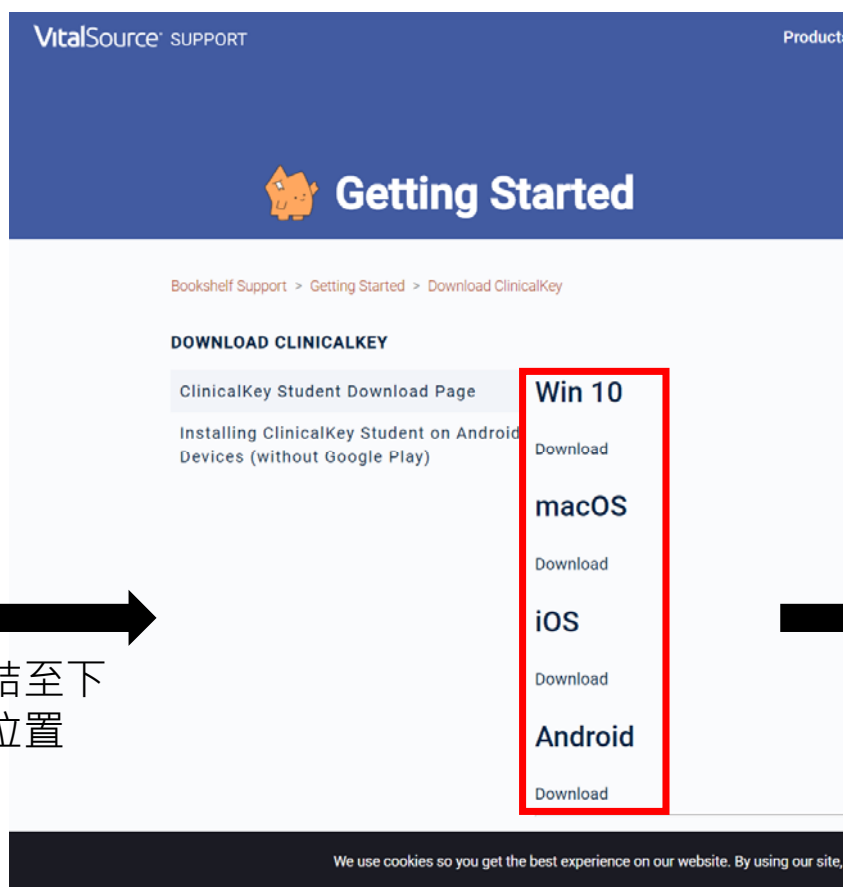 VitalSource SUPPORT
Products
Getting Started
Bookshelf Support > Getting Started > Download ClinicalKey
DOWNLOAD CLINICALKEY
ClinicalKey Student Download Page
Installing ClinicalKey Student on Android
Devices (without Google Play)
Win 10
Download
macOS
Download
iOS
Download
Android
Download
結至下
位置
We use cookies so you get the best experience on our website. By using our site,